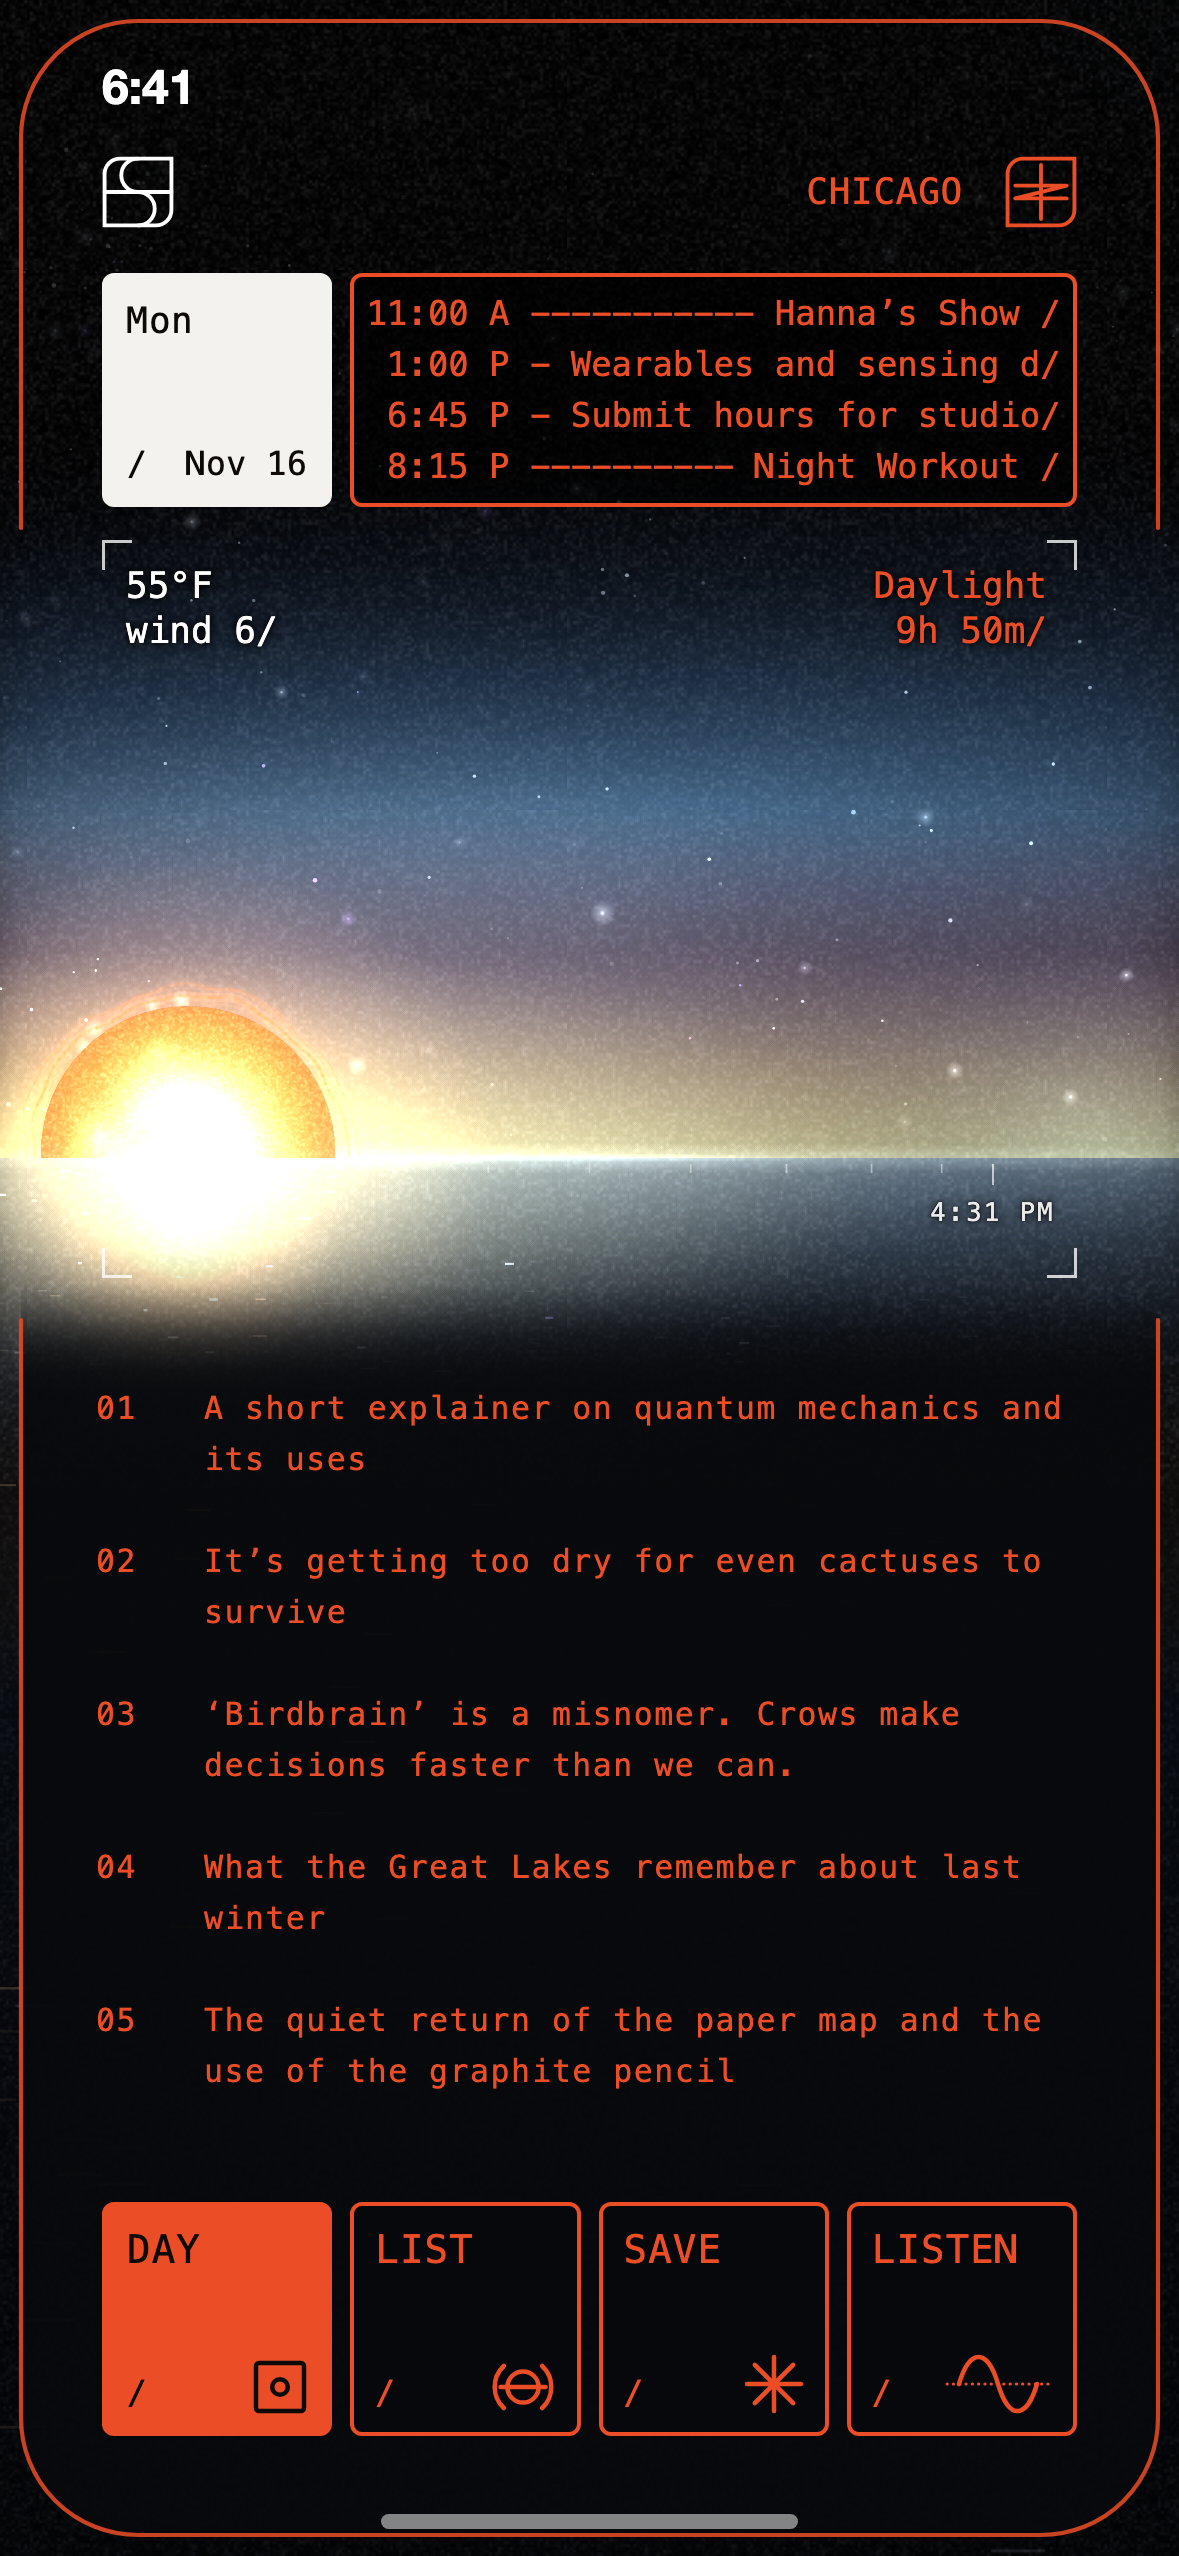 6:41
CHICAGO
Mon
/ Nov 16
11:00 A ----------- Hanna’s Show /
1:00 P - Wearables and sensing d/
6:45 P - Submit hours for studio/
8:15 P ---------- Night Workout /
55°F
wind 6/
Daylight
9h 50m/
4:31 PM
01 A short explainer on quantum mechanics and
its uses
02 It’s getting too dry for even cactuses to
survive
03 ‘Birdbrain’ is a misnomer. Crows make
decisions faster than we can.
04 What the Great Lakes remember about last
winter
05 The quiet return of the paper map and the
use of the graphite pencil
DAY
/
LIST
/
SAVE
/
LISTEN
/